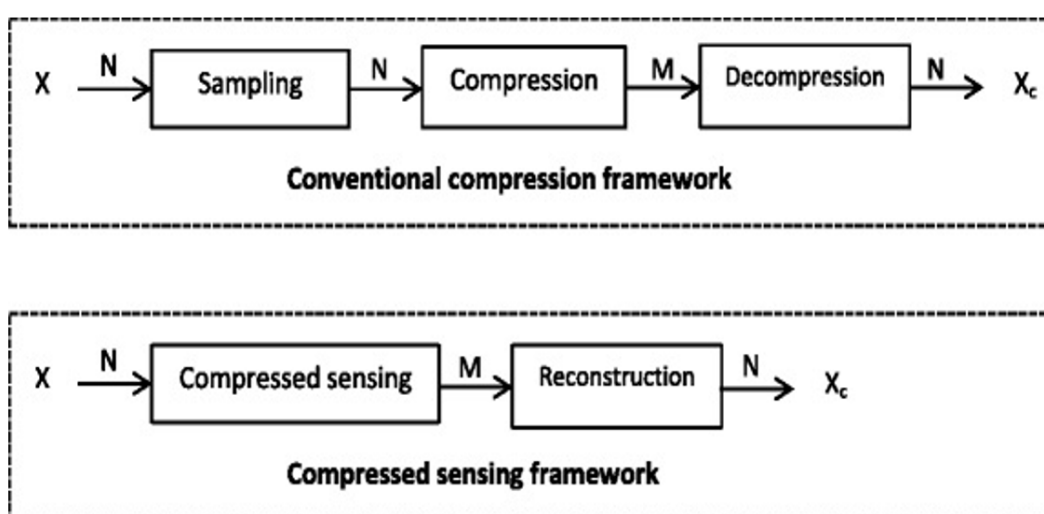 X N Sampling N Compression M Decompression N Xc
Conventional compression framework
X N Compressed sensing M Reconstruction N Xc
Compressed sensing framework